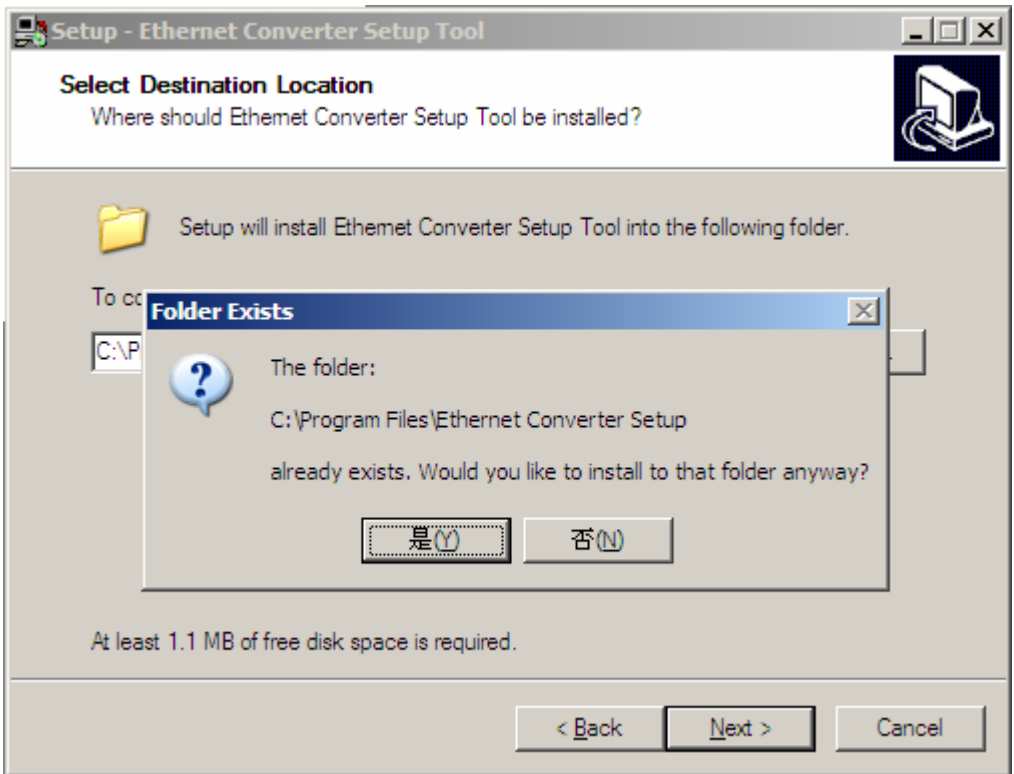 Setup - Ethernet Converter Setup Tool
Select Destination Location
Where should Ethernet Converter Setup Tool be installed?
Setup will install Ethernet Converter Setup Tool into the following folder.
To
Folder Exists
C:\P
The folder:
C:\Program Files\Ethernet Converter Setup
already exists. Would you like to install to that folder anyway?
是(Y) 否(N)
At least 1.1 MB of free disk space is required.
< Back Next > Cancel